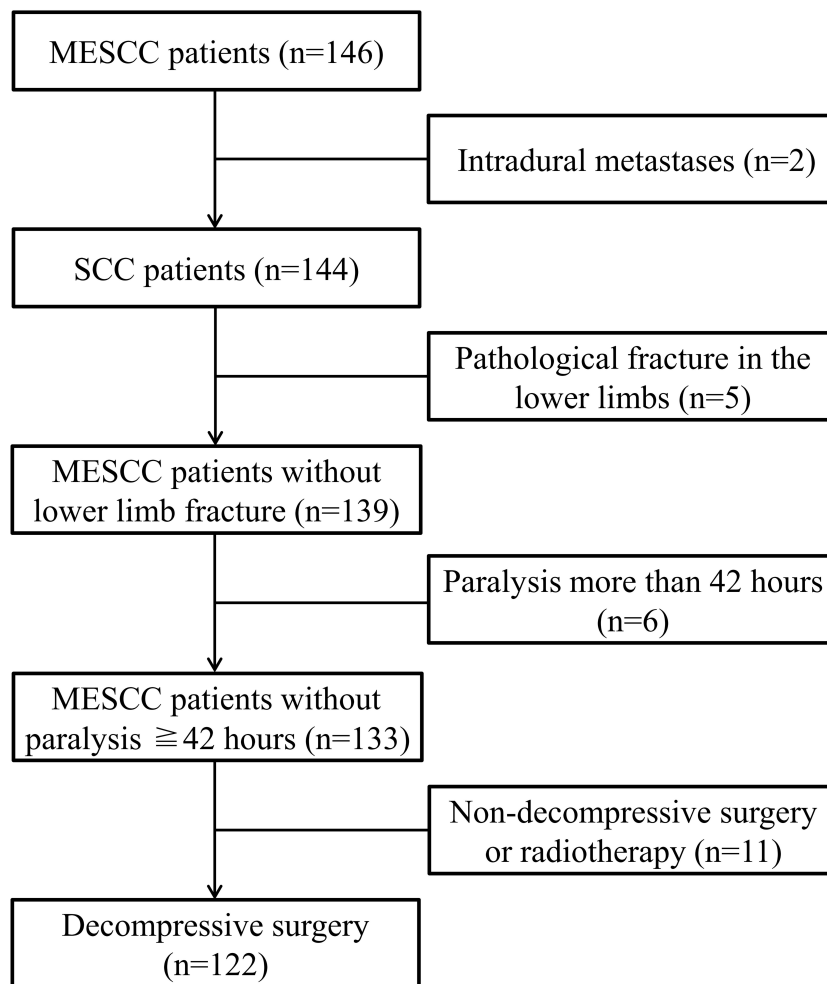 MESCC patients (n=146)
Intradural metastases (n=2)
SCC patients (n=144)
Pathological fracture in the
lower limbs (n=5)
MESCC patients without
lower limb fracture (n=139)
Paralysis more than 42 hours
(n=6)
MESCC patients without
paralysis ≧42 hours (n=133)
Non-decompressive surgery
or radiotherapy (n=11)
Decompressive surgery
(n=122)